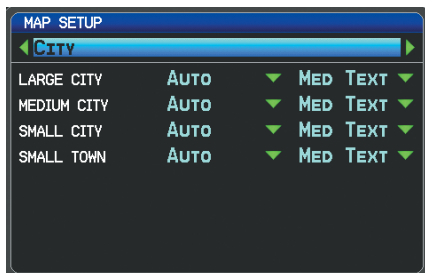 MAP SETUP
CITY
LARGE CITY AUTO MED TEXT
MEDIUM CITY AUTO MED TEXT
SMALL CITY AUTO MED TEXT
SMALL TOWN AUTO MED TEXT